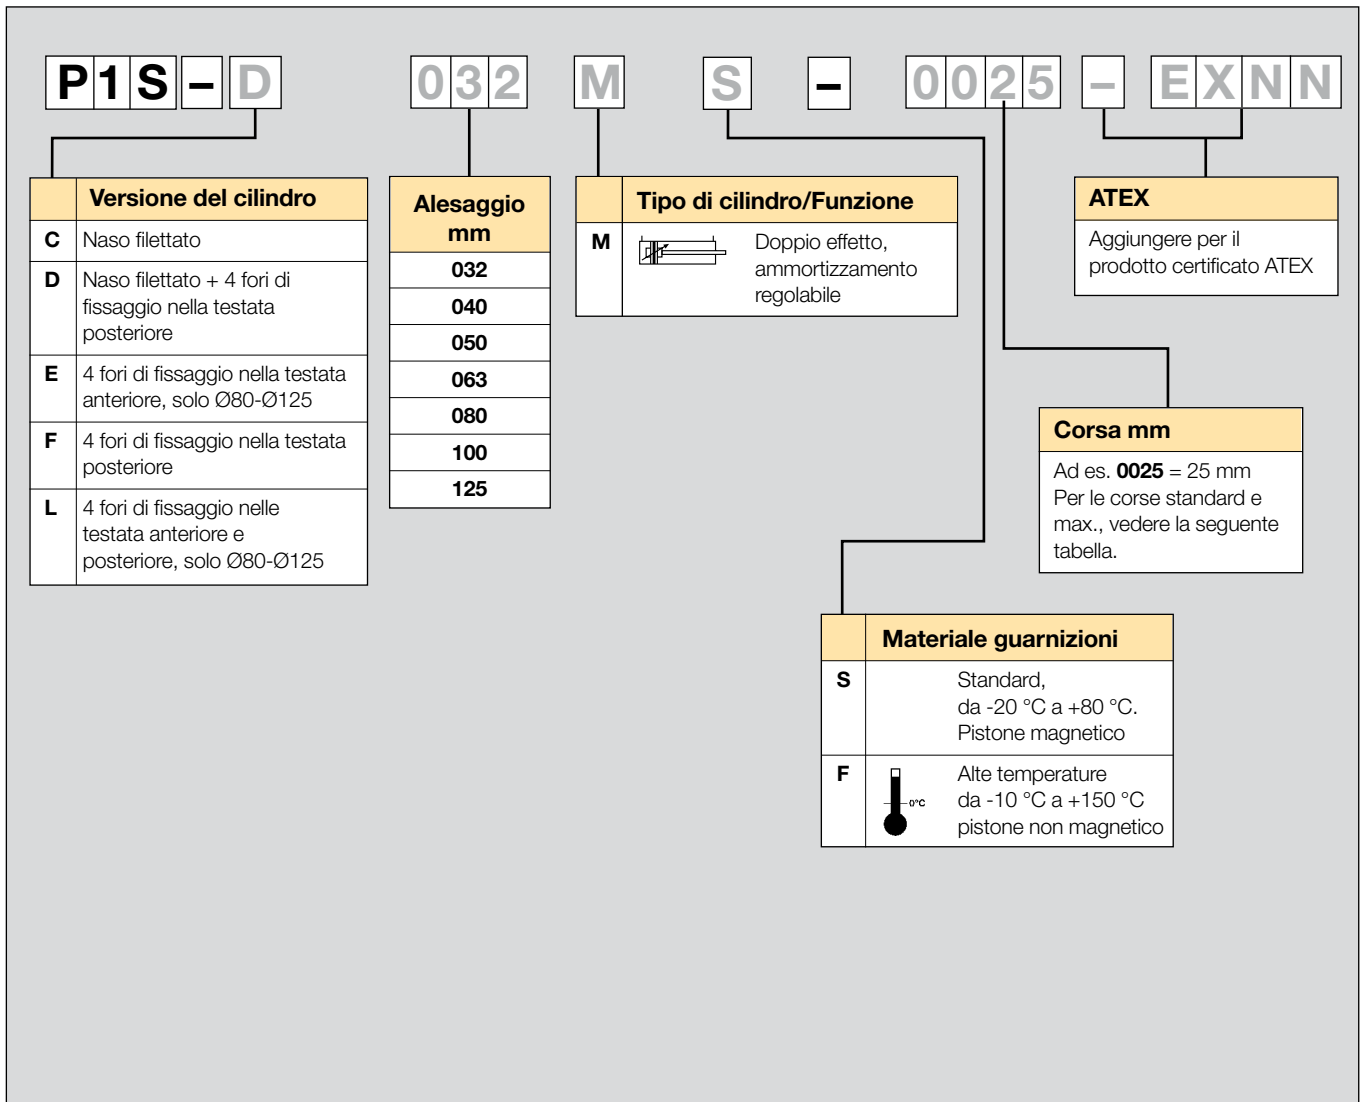 P1S-D 032 M S - 0025 - EXNN
Versione del cilindro
C Naso filettato
D Naso filettato + 4 fori di
fissaggio nella testata
posteriore
E 4 fori di fissaggio nella testata
anteriore, solo Ø80-Ø125
F 4 fori di fissaggio nella testata
posteriore
L 4 fori di fissaggio nelle
testata anteriore e
posteriore, solo Ø80-Ø125
Alesaggio
mm
032
040
050
063
080
100
125
Tipo di cilindro/Funzione
M Doppio effetto,
ammortizzamento
regolabile
ATEX
Aggiungere per il
prodotto certificato ATEX
Corsa mm
Ad es. 0025 = 25 mm
Per le corse standard e
max., vedere la seguente
tabella.
Materiale guarnizioni
S Standard,
da -20 °C a +80 °C.
Pistone magnetico
F Alte temperature
0°C da -10 °C a +150 °C
pistone non magnetico